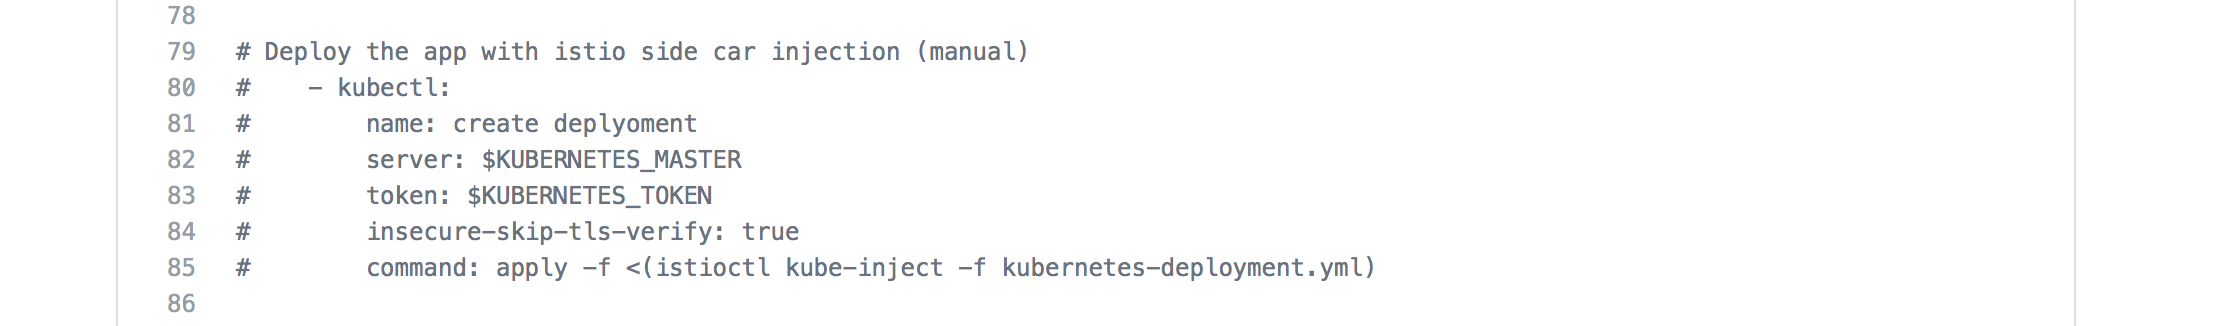 78
79 # Deploy the app with istio side car injection (manual)
80 #    - kubectl:
81 #        name: create deplyoment
82 #        server: $KUBERNETES_MASTER
83 #        token: $KUBERNETES_TOKEN
84 #        insecure-skip-tls-verify: true
85 #        command: apply -f <(istioctl kube-inject -f kubernetes-deployment.yml)
86